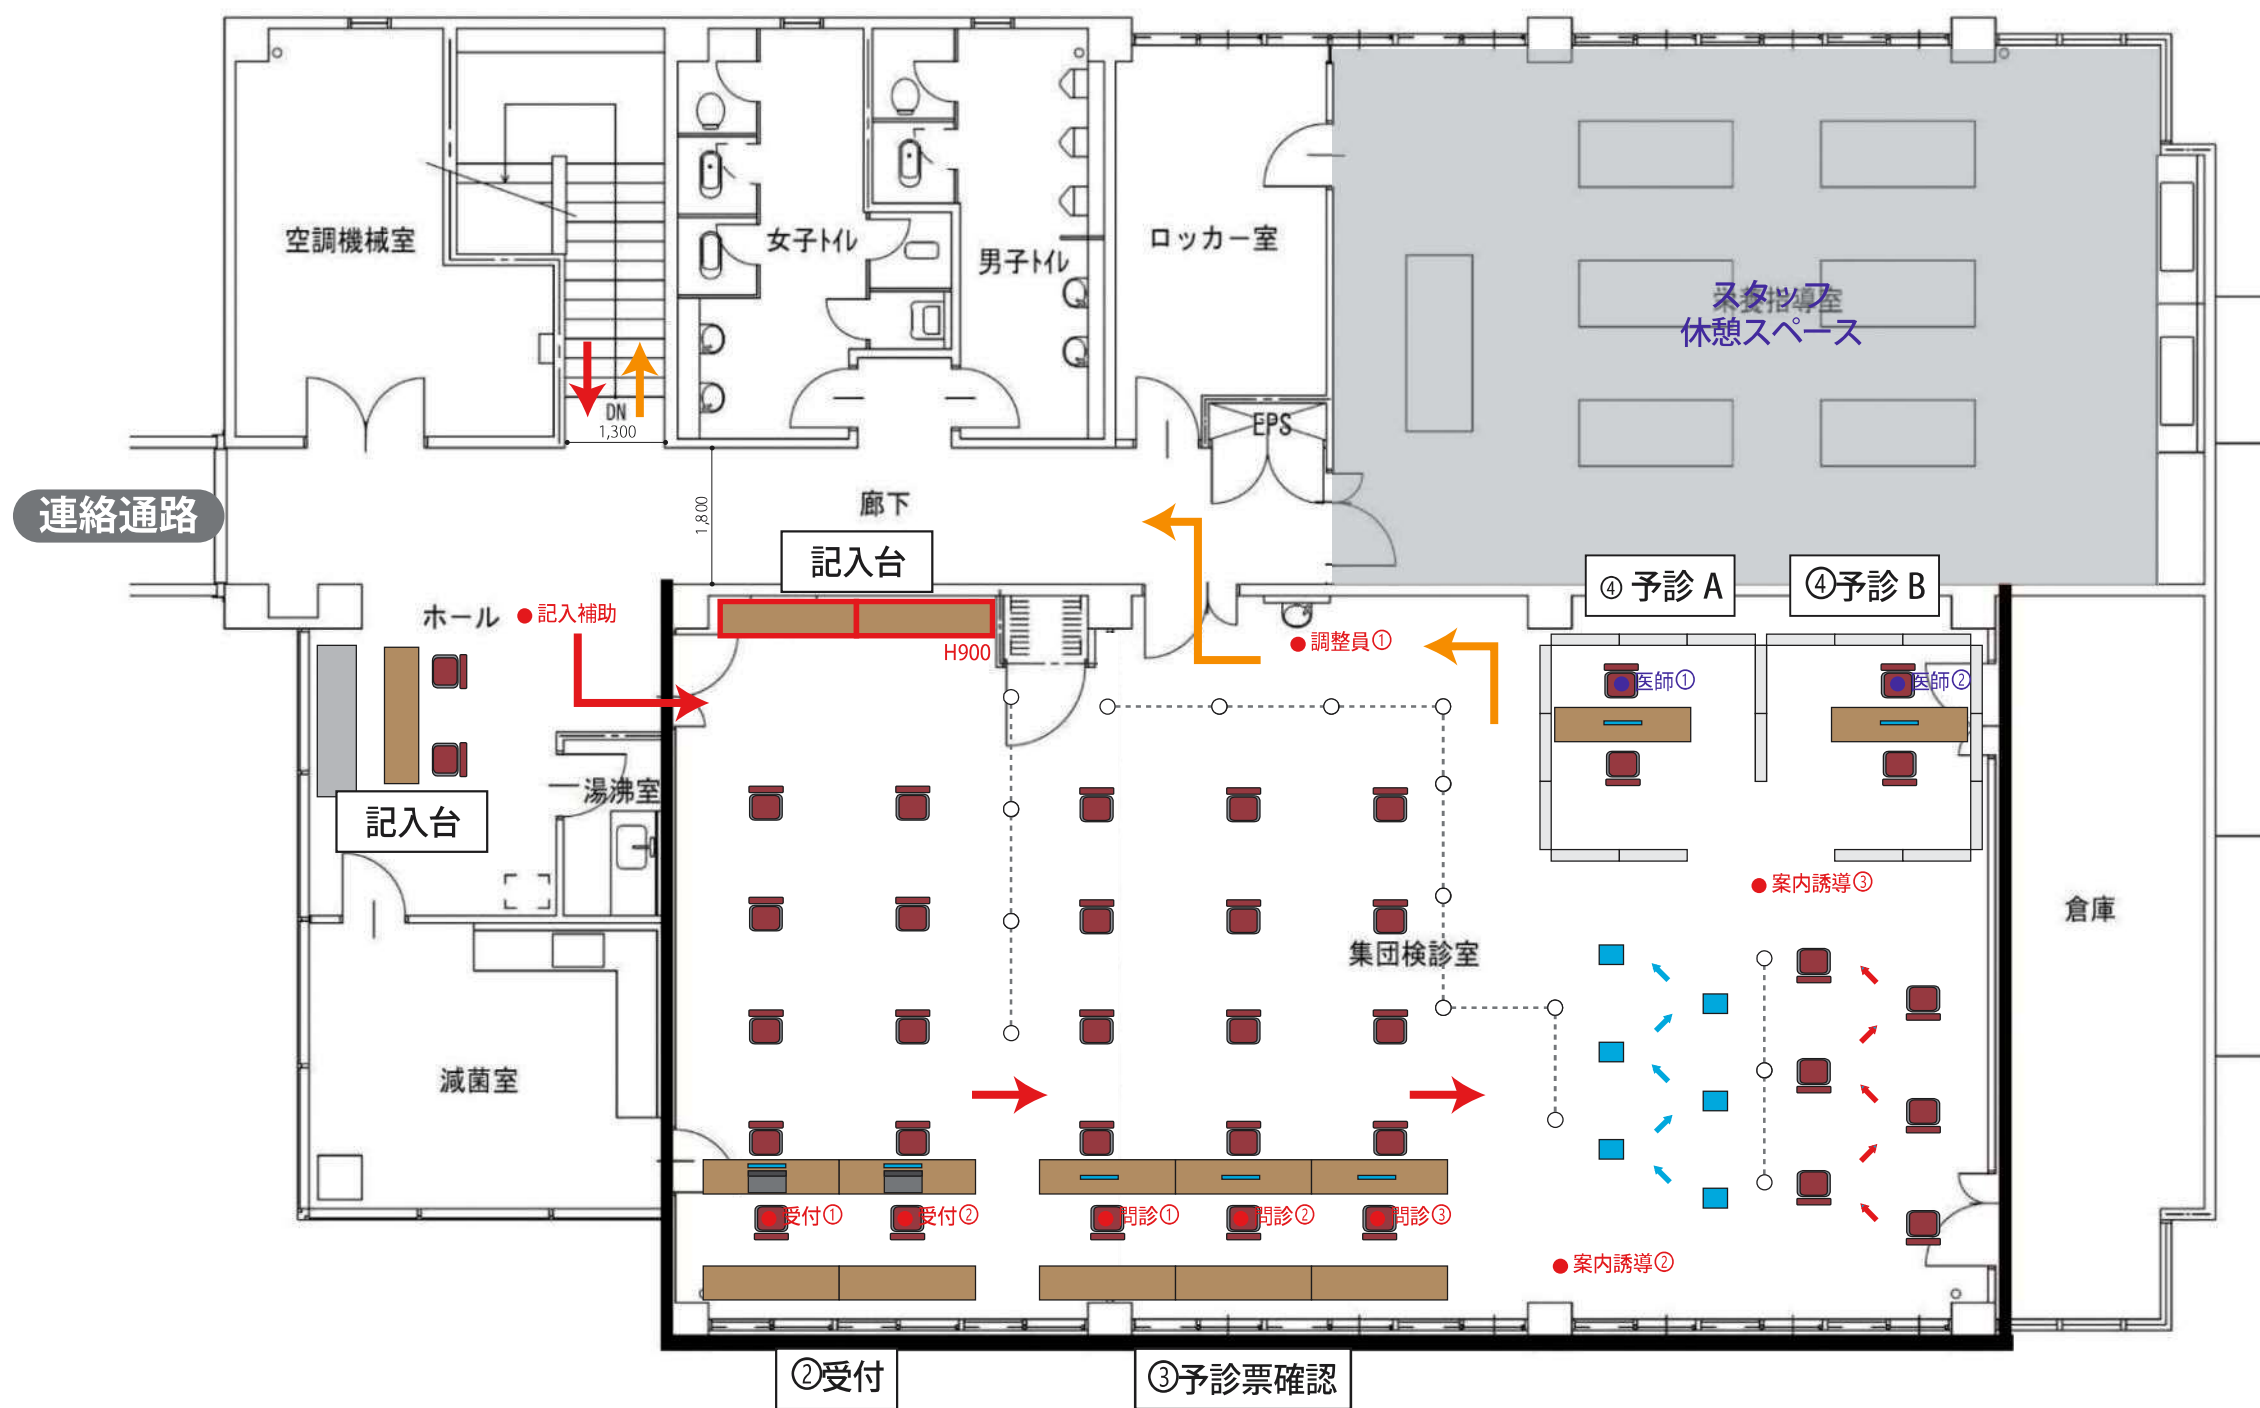 空調機械室
女子ﾄｲﾚ
男子ﾄｲﾚ
ロッカー室
栄養指導室
スタッフ
休憩スペース
DN
1,300
EPS
連絡通路
1,800
廊下
記入台
④ 予診 A
④予診 B
ホール
記入補助
H900
調整員①
医師①
医師②
湯沸室
記入台
案内誘導③
倉庫
集団検診室
減菌室
受付①
受付②
問診①
問診②
問診③
案内誘導②
②受付
③予診票確認